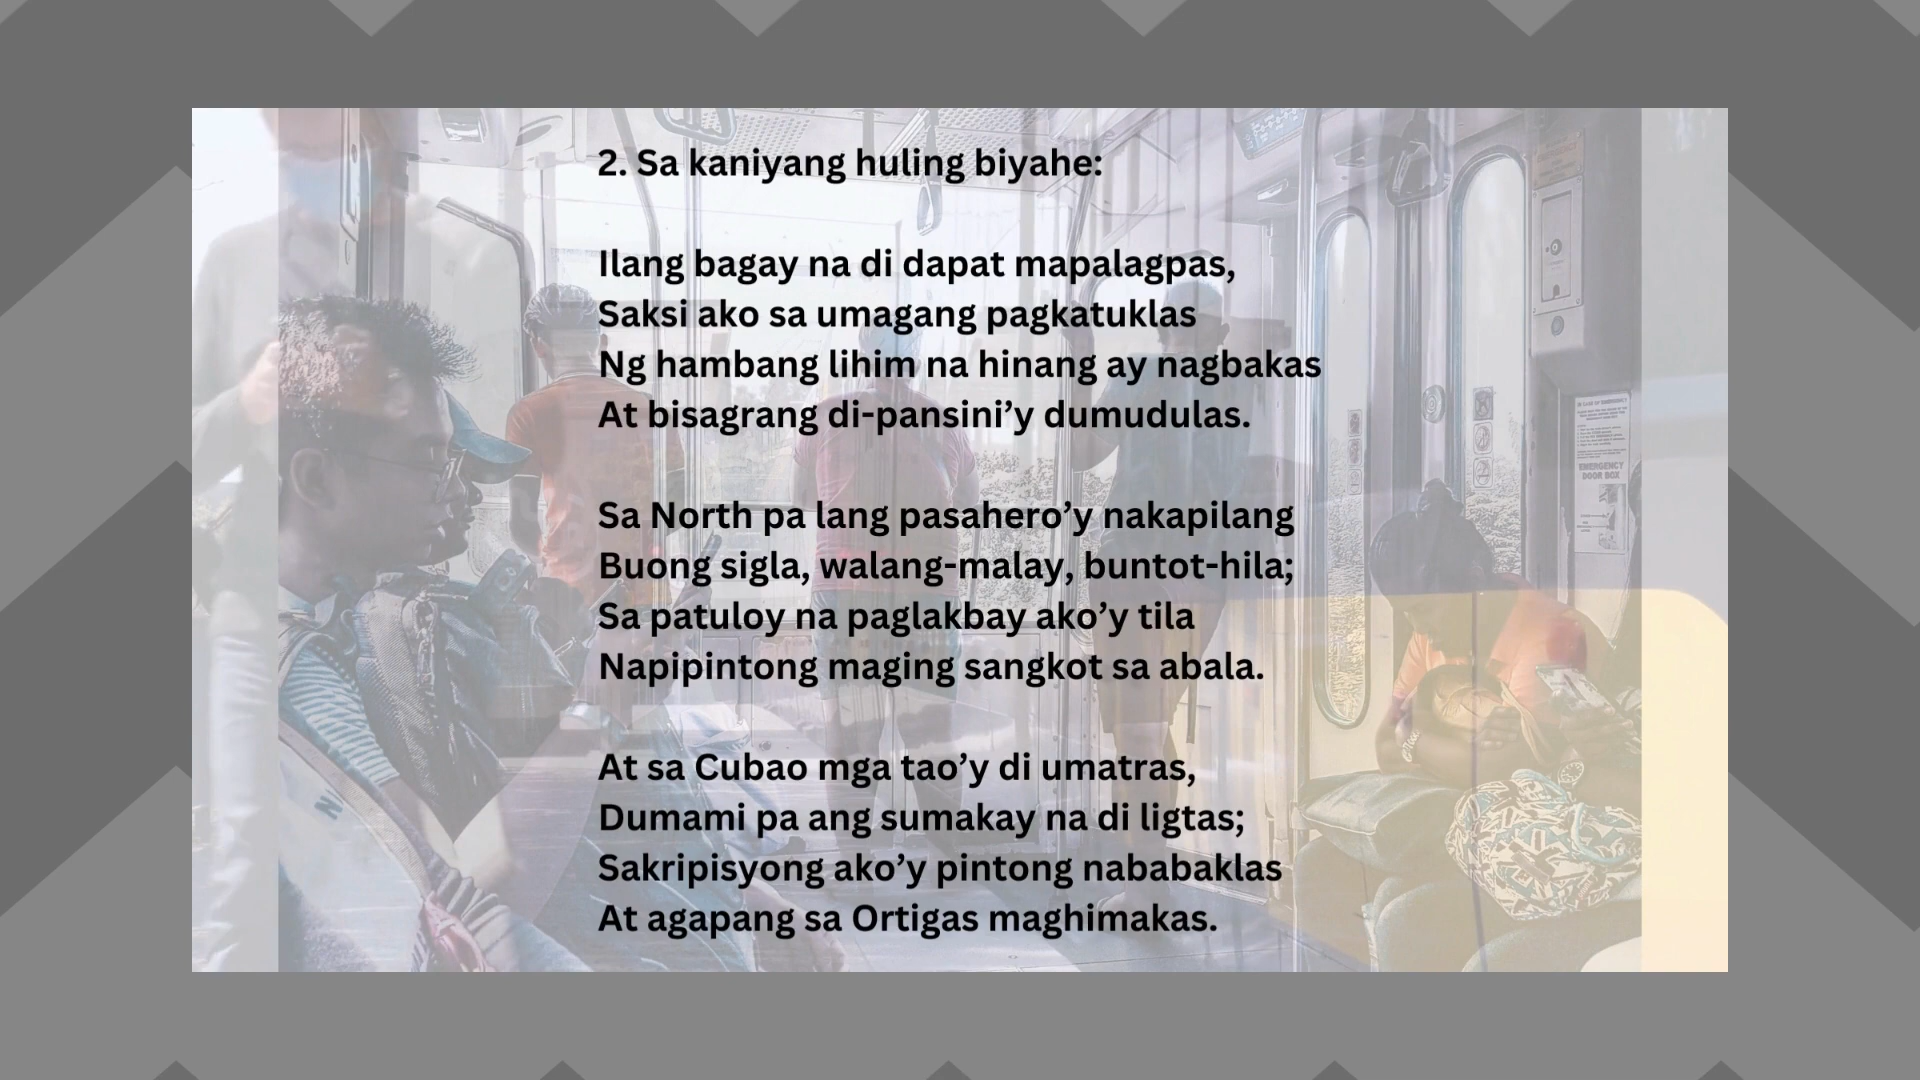 2. Sa kaniyang huling biyahe:
Ilang bagay na di dapat mapalagpas,
Saksi ako sa umagang pagkatuklas
Ng hambang lihim na hinang ay nagbakas
At bisagrang di-pansini’y dumudulas.
Sa North pa lang pasahero’y nakapilang
Buong sigla, walang-malay, buntot-hila;
Sa patuloy na paglakbay ako’y tila
Napipintong maging sangkot sa abala.
At sa Cubao mga tao’y di umatras,
Dumami pa ang sumakay na di ligtas;
Sakripisyong ako’y pintong nababaklas
At agapang sa Ortigas maghimakas.
EMERGENCY
DOOR BOX